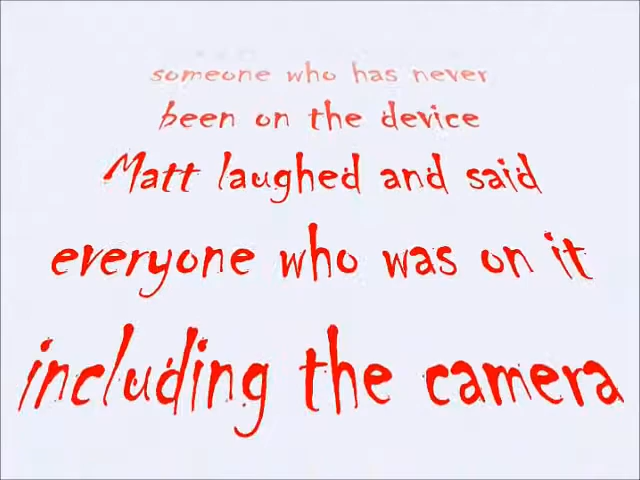 someone who has never
been on the device
Matt laughed and said
everyone who was on it
including the camera